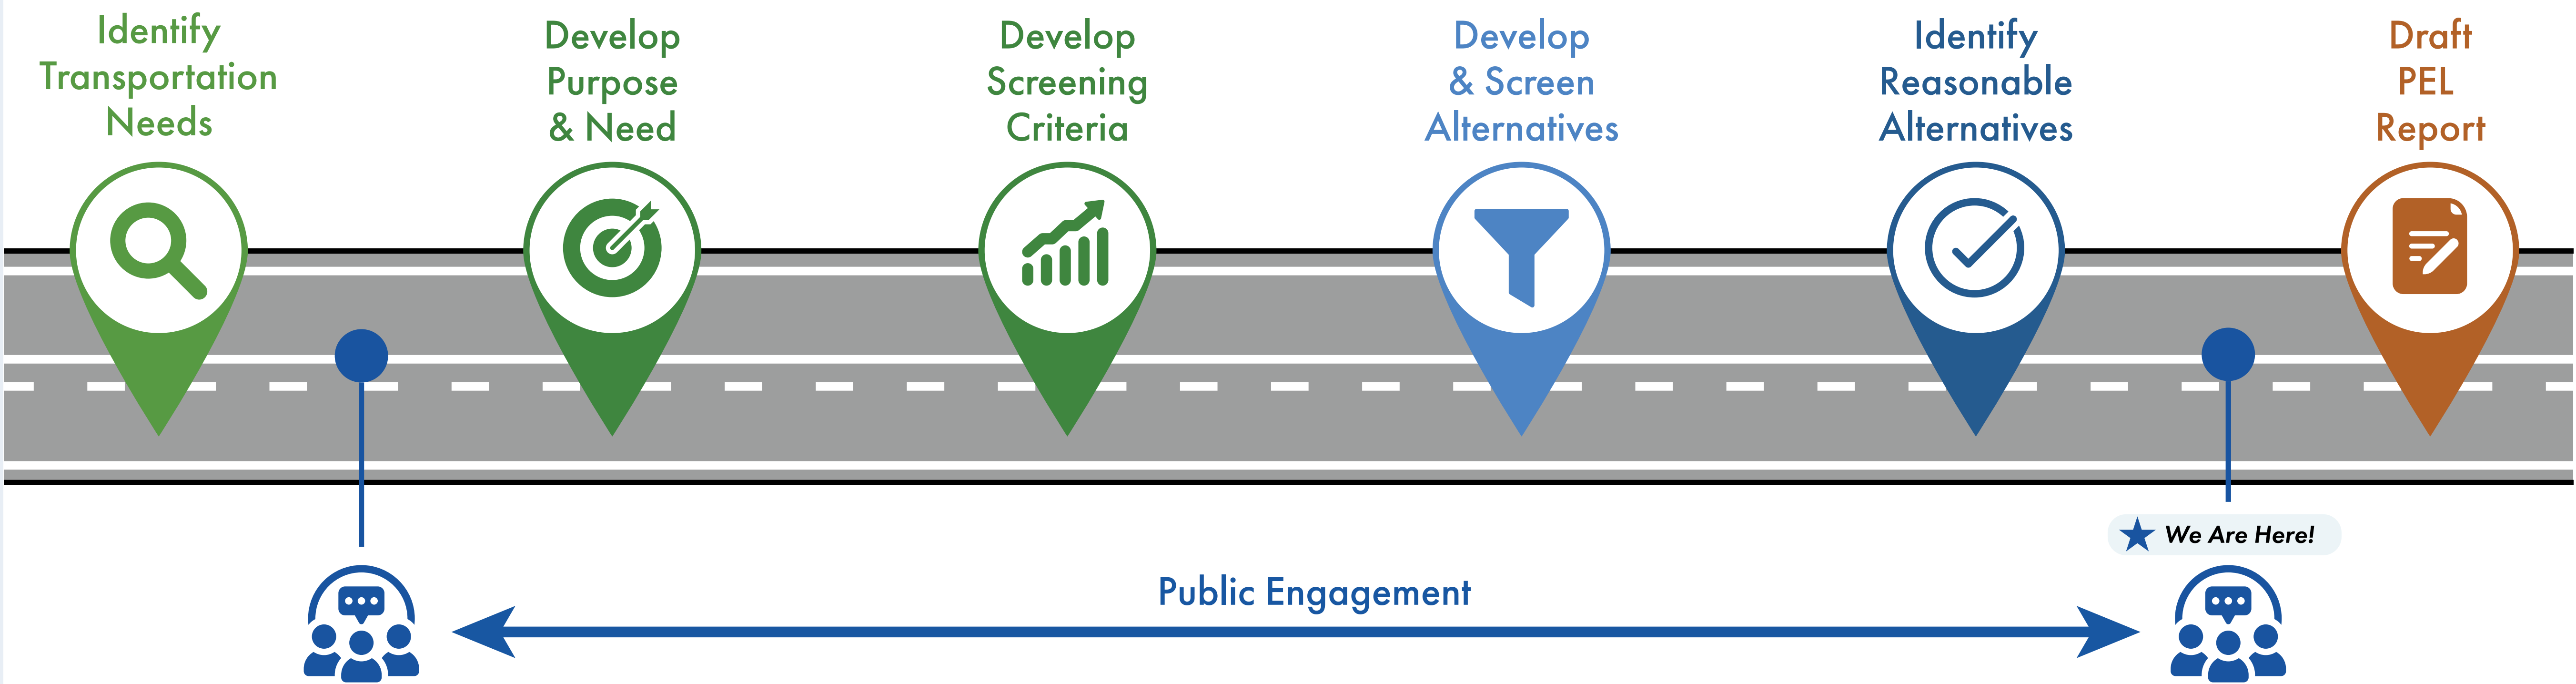 Identify
Transportation
Needs
Develop
Purpose
& Need
Develop
Screening
Criteria
Develop
& Screen
Alternatives
Identify
Reasonable
Alternatives
Draft
PEL
Report
We Are Here!
Public Engagement